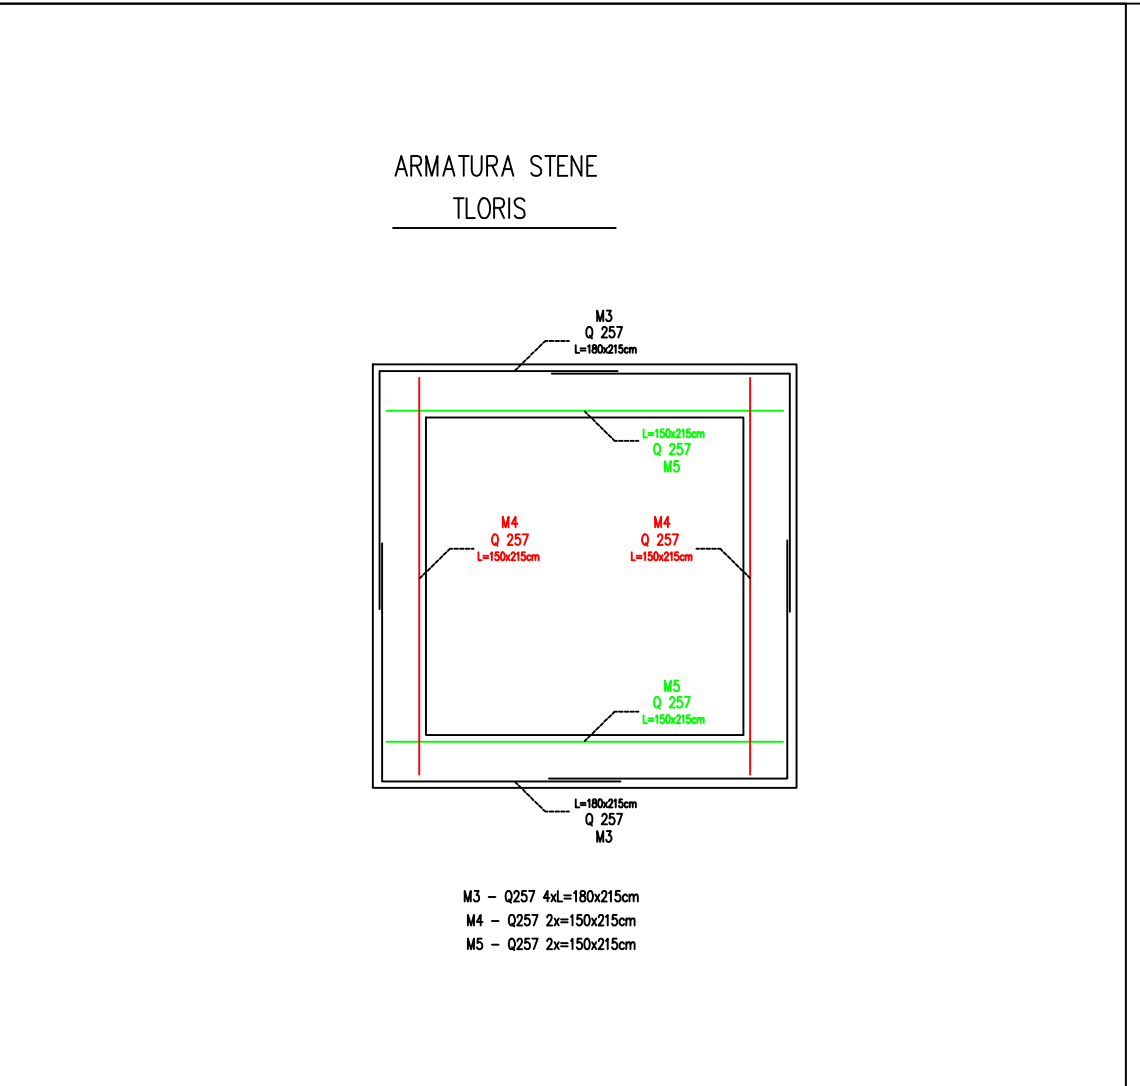 ARMATURA STENE
TLORIS
M3
Q 257
L=180x215cm
L=150x215cm
Q 257
M5
M4
Q 257
L=150x215cm
M4
Q 257
L=150x215cm
M5
Q 257
L=150x215cm
L=180x215cm
Q 257
M3
M3 - Q257 4xL=180x215cm
M4 - Q257 2x=150x215cm
M5 - Q257 2x=150x215cm